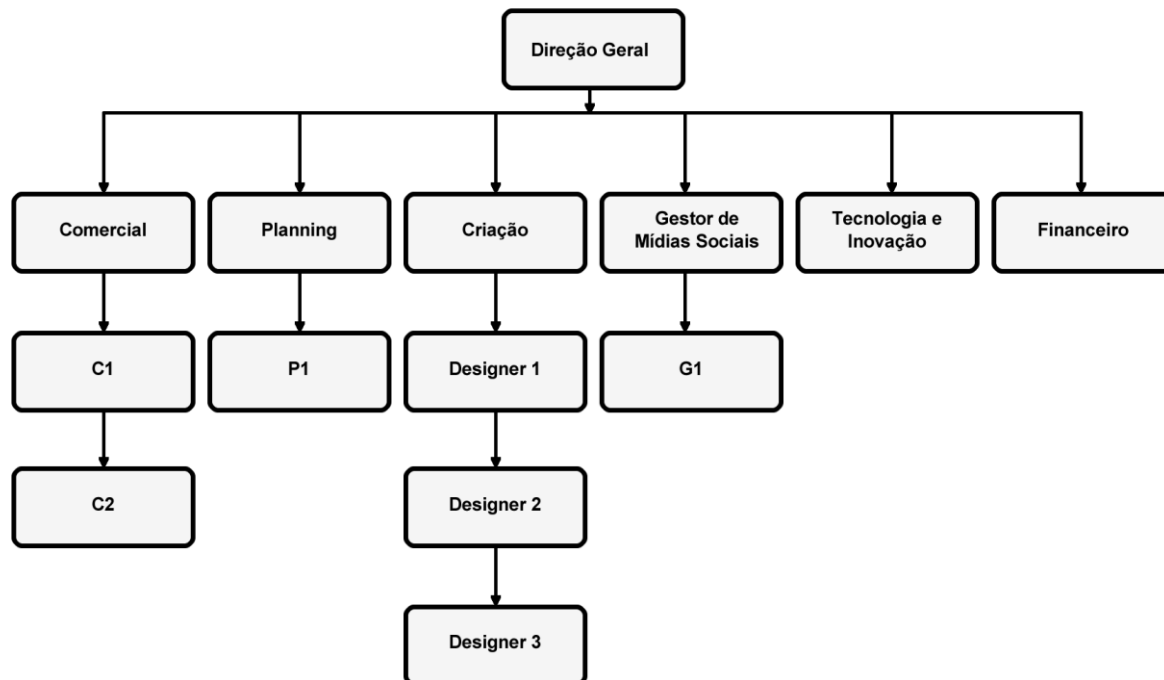 Direção Geral
Comercial
Planning
Criação
Gestor de
Mídias Sociais
Tecnologia e
Inovação
Financeiro
C1
P1
Designer 1
G1
C2
Designer 2
Designer 3